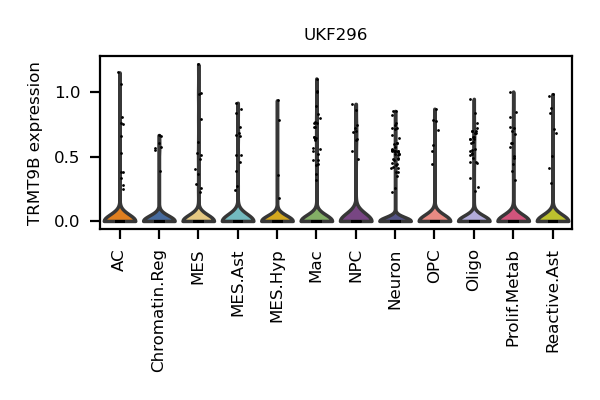 UKF296
TRMT9B expression
1.0
0.5
0.0
AC
Chromatin.Reg
MES
MES.Ast
MES.Hyp
Mac
NPC
Neuron
OPC
Oligo
Prolif.Metab
Reactive.Ast